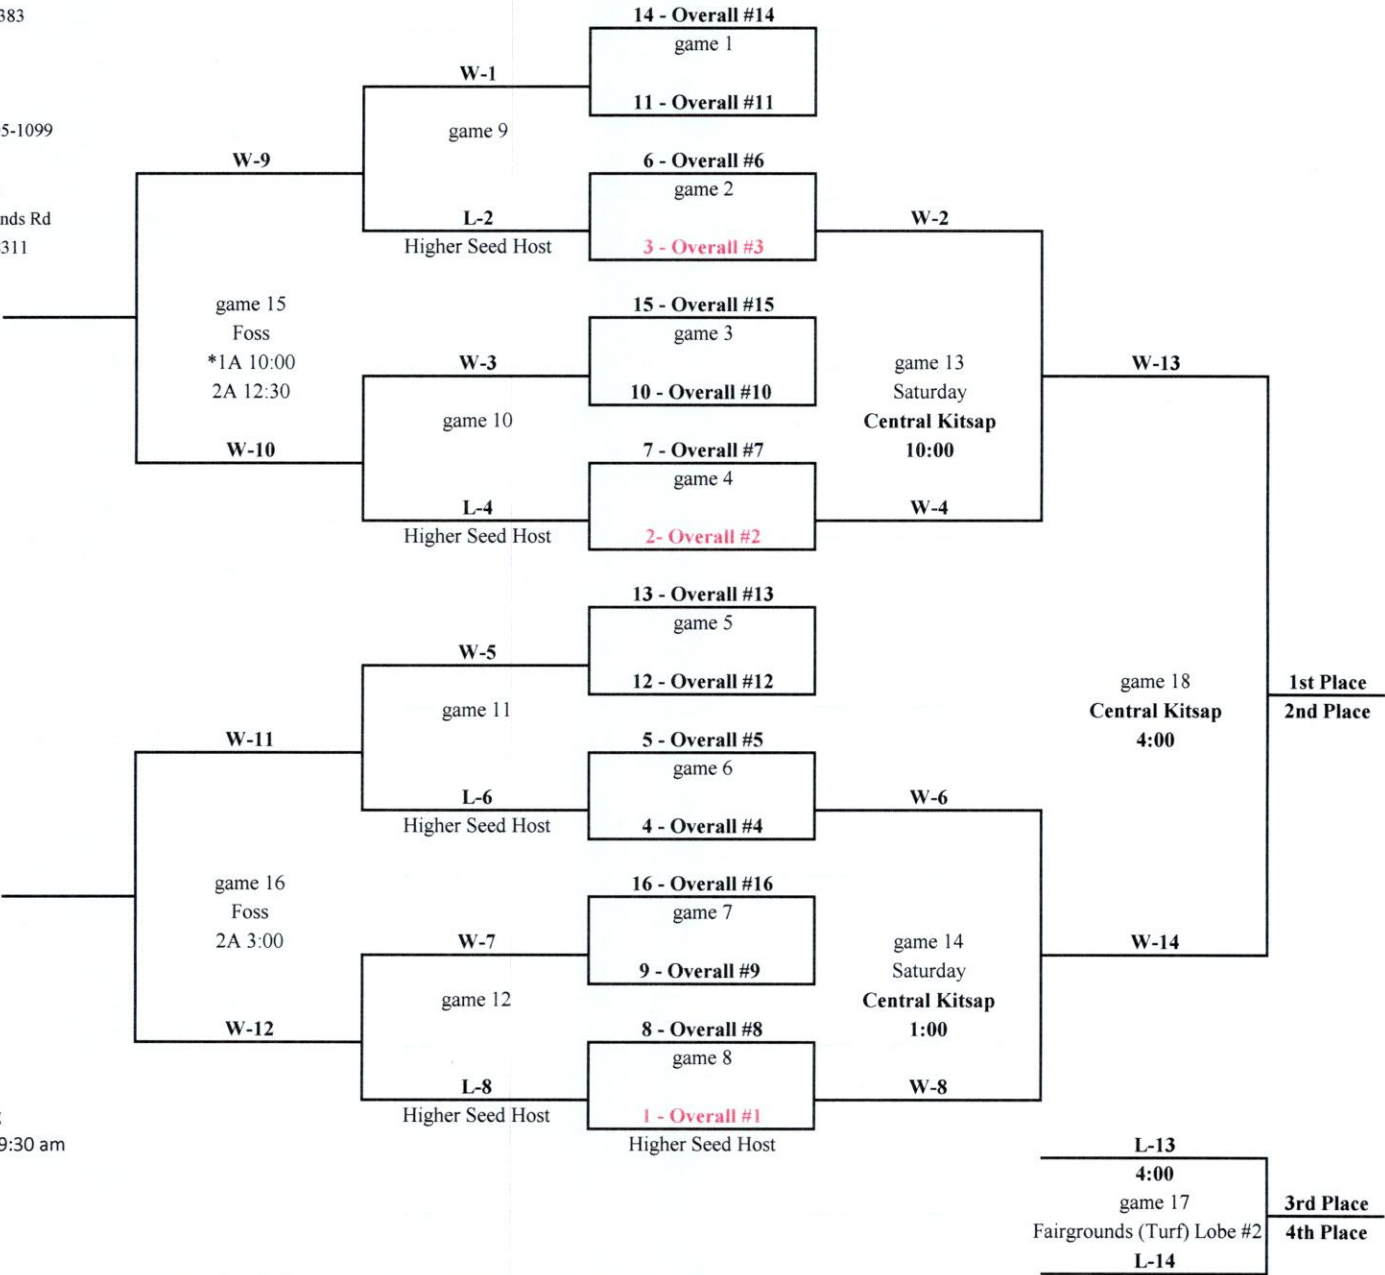 383
14 - Overall #14
game 1
W-1
11 - Overall #11
5-1099
game 9
W-9
6 - Overall #6
game 2
nds Rd
L-2
W-2
311
Higher Seed Host
3 - Overall #3
game 15
15 - Overall #15
Foss
game 3
*1A 10:00
W-3
game 13
W-13
2A 12:30
10 - Overall #10
Saturday
game 10
Central Kitsap
W-10
7 - Overall #7
10:00
game 4
L-4
W-4
Higher Seed Host
2- Overall #2
13 - Overall #13
game 5
W-5
12 - Overall #12
game 18
1st Place
game 11
Central Kitsap
2nd Place
W-11
5 - Overall #5
4:00
game 6
L-6
W-6
Higher Seed Host
4 - Overall #4
game 16
16 - Overall #16
Foss
game 7
2A 3:00
W-7
game 14
W-14
9 - Overall #9
Saturday
game 12
Central Kitsap
W-12
8 - Overall #8
1:00
game 8
L-8
W-8
Higher Seed Host
1 - Overall #1
9:30 am
Higher Seed Host
L-13
4:00
game 17
3rd Place
Fairgrounds (Turf) Lobe #2
4th Place
L-14